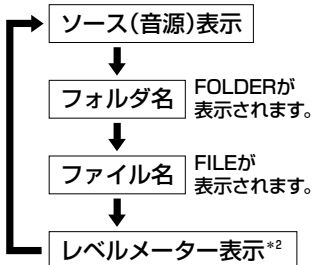 ソース(音源)表示
フォルダ名
FOLDERが
表示されます。
ファイル名
FILEが
表示されます。
レベルメーター表示*2